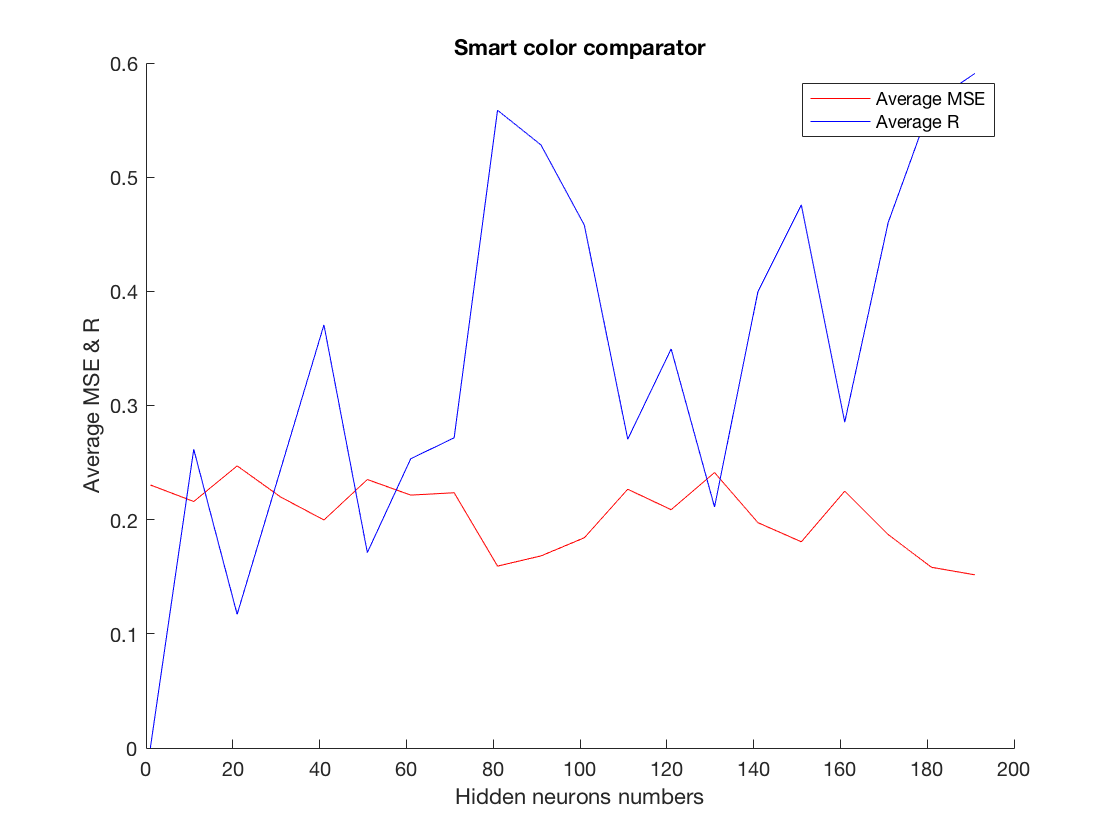 Smart color comparator
0.6
0.5
0.4
0.3
0.2
0.1
0
Average MSE & R
Average MSE
Average R
0 20 40 60 80 100 120 140 160 180 200
Hidden neurons numbers